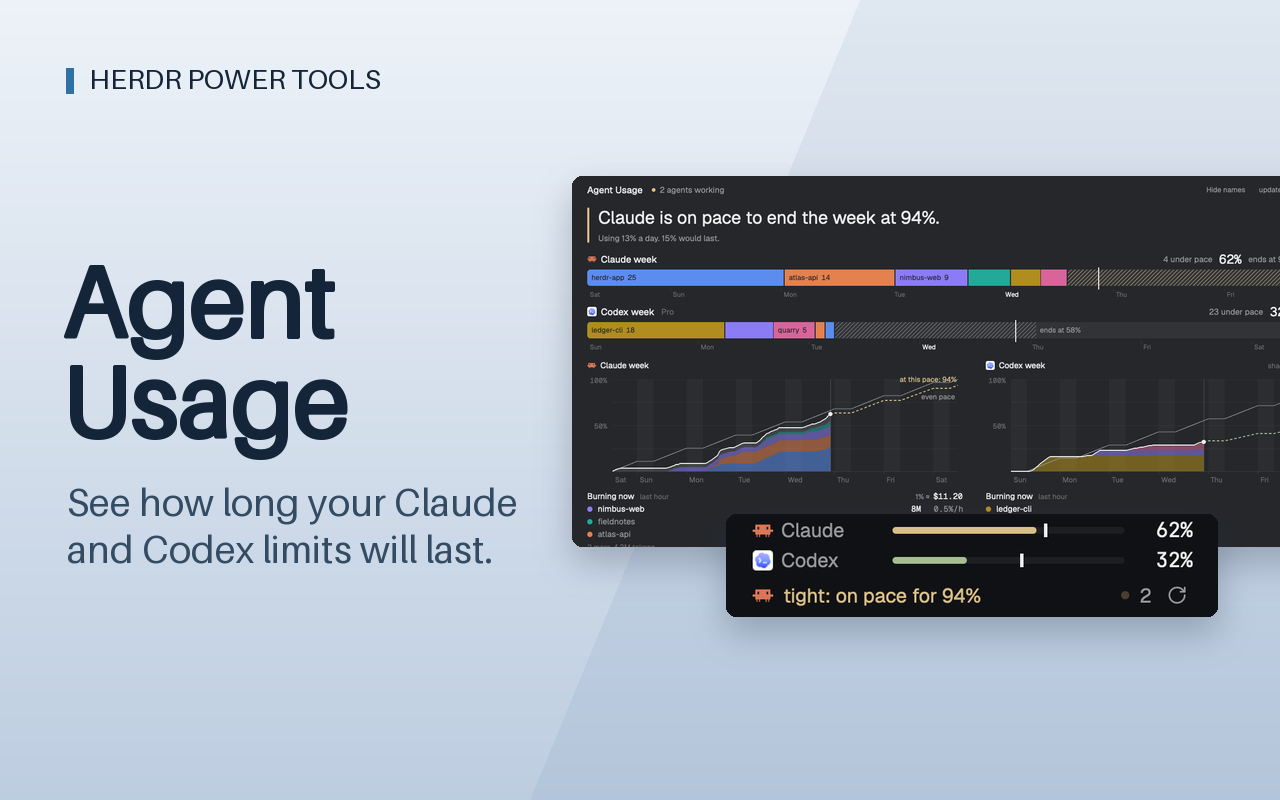 HERDR POWER TOOLS
Agent
Usage
See how long your Claude
and Codex limits will last.
Agent Usage 2 agents working Hide names
Claude is on pace to end the week at 94%.
Using 13% a day. 15% would last.
Claude week 4 under pace 62% ends at
herdr-app 25 atlas-api 14 nimbus-web 9
Sat Sun Mon Tue Wed Thu Fri
Codex week Pro 23 under pace
ledger-cli 18 quarry 5 ends at 58%
Sun Mon Tue Wed Thu Fri Sat
Claude week
100%
at this pace: 94%
even pace
50%
Sat Sun Mon Tue Wed Thu Fri Sat
Codex week
100%
50%
Sun Mon Tue Wed Thu Fri
Burning now last hour 1% ≈ $11.20
nimbus-web 8M 0.5%/h
fieldnotes
atlas-api
Burning now last hour
ledger-cli
Claude 62%
Codex 32%
tight: on pace for 94% 2